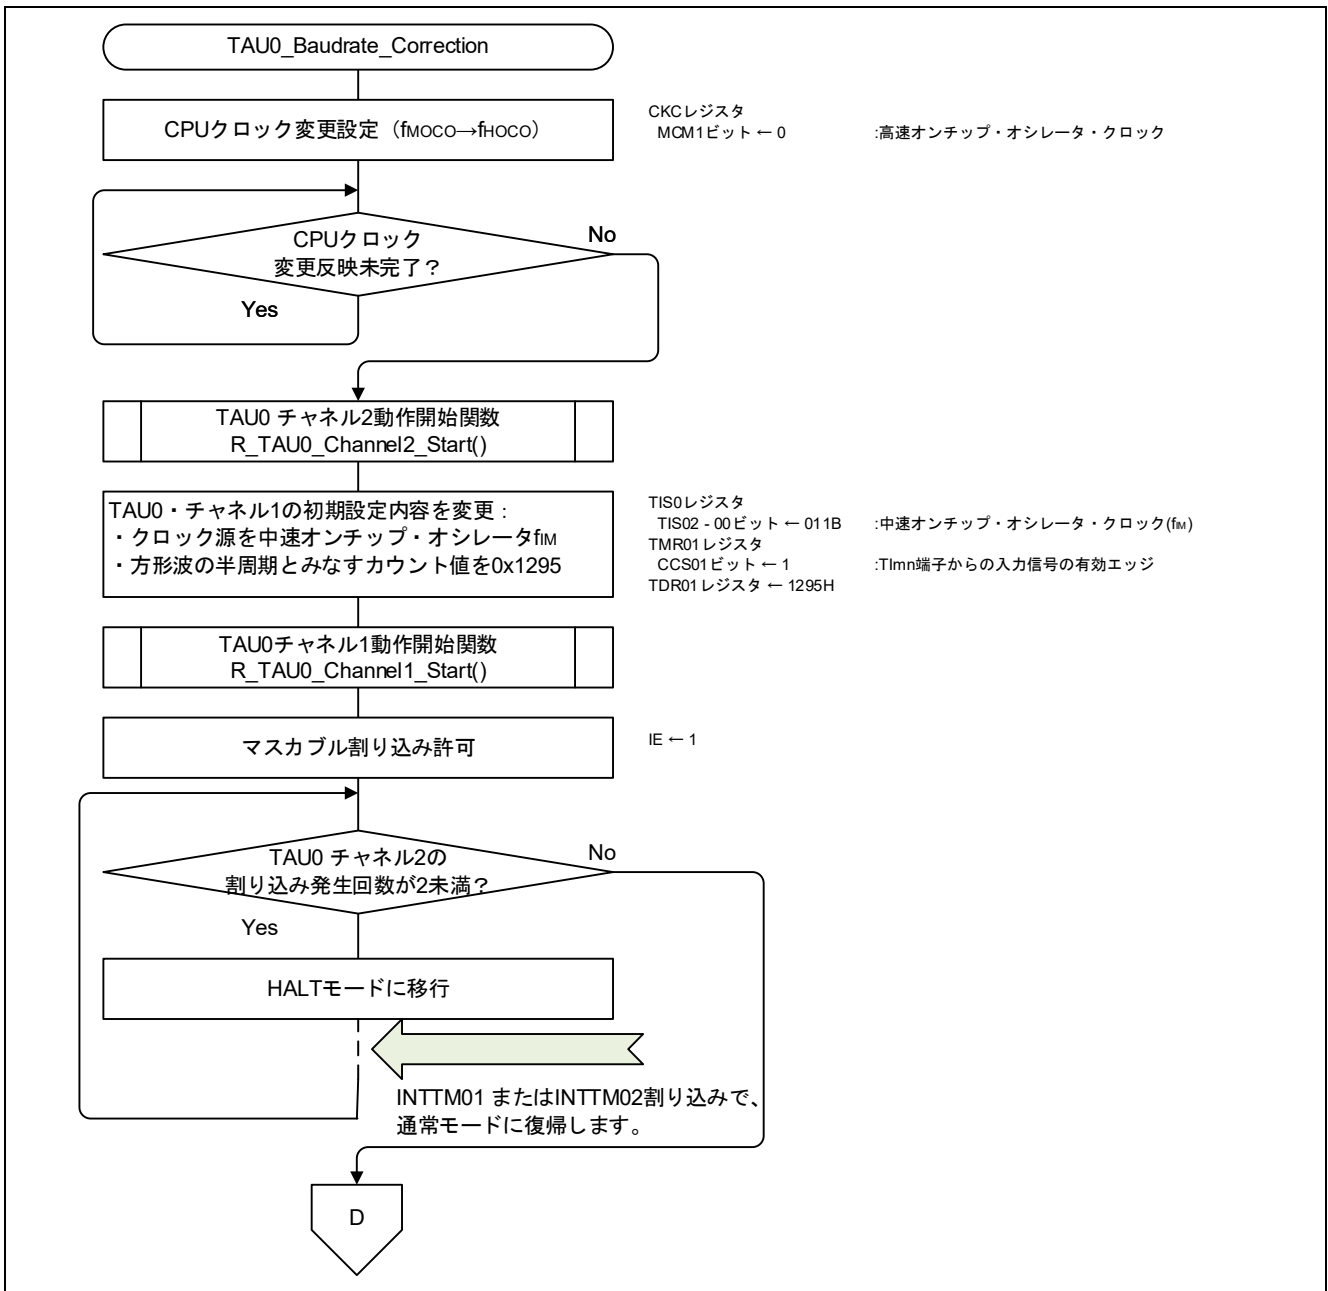 TAU0_Baudrate_Correction
CPUクロック変更設定（fMOCO→fHOCO）
CKCレジスタ
MCM1ビット ← 0 :高速オンチップ・オシレータ・クロック
CPUクロック
変更反映未完了？
No
Yes
TAU0 チャネル2動作開始関数
R_TAU0_Channel2_Start()
TAU0・チャネル1の初期設定内容を変更：
・クロック源を中速オンチップ・オシレータfIM
・方形波の半周期とみなすカウント値を0x1295
TIS0レジスタ
TIS02 - 00ビット ← 011B :中速オンチップ・オシレータ・クロック(fIM)
TMR01レジスタ
CCS01ビット ← 1 :TImn端子からの入力信号の有効エッジ
TDR01レジスタ ← 1295H
TAU0チャネル1動作開始関数
R_TAU0_Channel1_Start()
マスカブル割り込み許可
IE ← 1
TAU0 チャネル2の
割り込み発生回数が2未満？
No
Yes
HALTモードに移行
INTTM01 またはINTTM02割り込みで、
通常モードに復帰します。
D